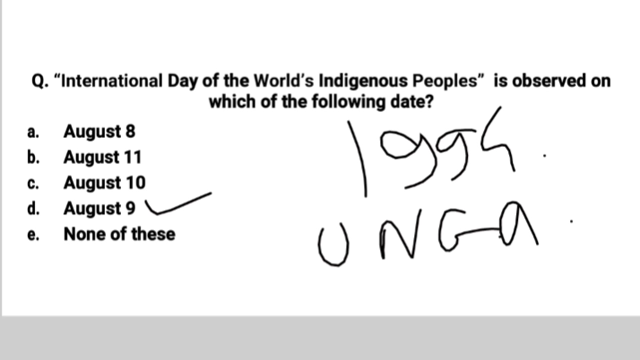 Q. “International Day of the World’s Indigenous Peoples” is observed on
which of the following date?
a. August 8
b. August 11
c. August 10
d. August 9
e. None of these
1994
UNGA